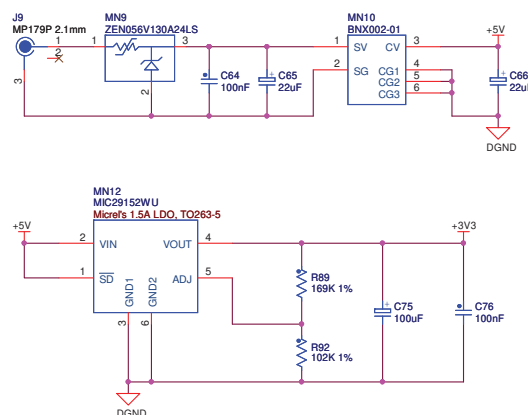 J9
MP179P 2.1mm
1
2
3
MN9
ZEN056V130A24LS
1
3
2
C64
100nF
+
C65
22uF
MN10
BNX002-01
1
SV
CV
3
2
SG
CG1
4
CG2
5
CG3
6
+5V
+
C66
22uF
DGND
MN12
MIC29152WU
Micrel's 1.5A LDO, TO263-5
+5V
2
VIN
VOUT
4
1
SD
ADJ
5
GND1
GND2
3
6
R89
169K 1%
R92
102K 1%
+
C75
100uF
C76
100nF
+3V3
DGND